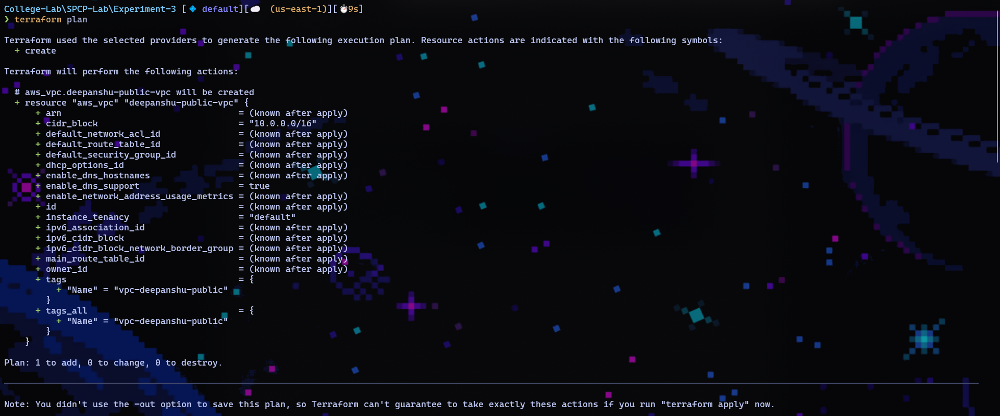 College-Lab\SPCP-Lab\Experiment-3 [ default][ (us-east-1)][9s]
❯ terraform plan
Terraform used the selected providers to generate the following execution plan. Resource actions are indicated with the following symbols:
+ create
Terraform will perform the following actions:
# aws_vpc.deepanshu-public-vpc will be created
+ resource "aws_vpc" "deepanshu-public-vpc" {
+ arn = (known after apply)
+ cidr_block = "10.0.0.0/16"
+ default_network_acl_id = (known after apply)
+ default_route_table_id = (known after apply)
+ default_security_group_id = (known after apply)
+ dhcp_options_id = (known after apply)
+ enable_dns_hostnames = (known after apply)
+ enable_dns_support = true
+ enable_network_address_usage_metrics = (known after apply)
+ id = (known after apply)
+ instance_tenancy = "default"
+ ipv6_association_id = (known after apply)
+ ipv6_cidr_block = (known after apply)
+ ipv6_cidr_block_network_border_group = (known after apply)
+ main_route_table_id = (known after apply)
+ owner_id = (known after apply)
+ tags = {
+ "Name" = "vpc-deepanshu-public"
}
+ tags_all = {
+ "Name" = "vpc-deepanshu-public"
}
}
Plan: 1 to add, 0 to change, 0 to destroy.
Note: You didn't use the -out option to save this plan, so Terraform can't guarantee to take exactly these actions if you run "terraform apply" now.